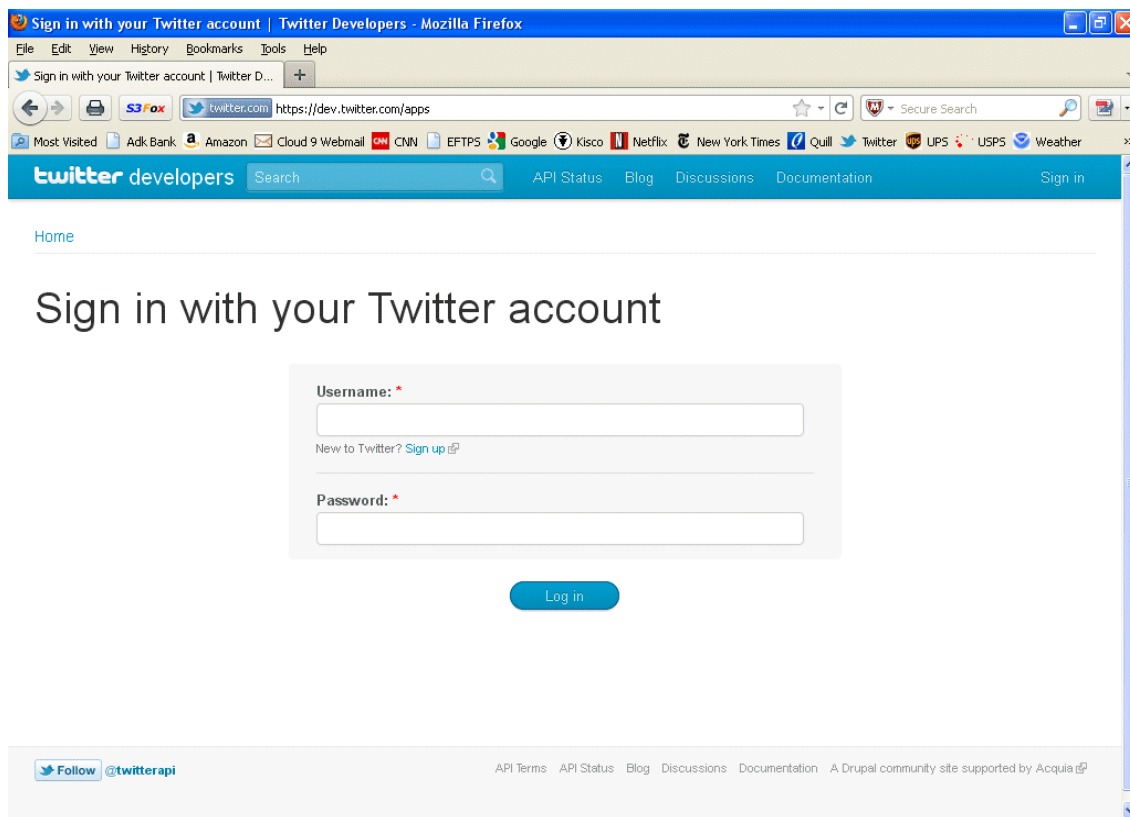 Sign in with your Twitter account | Twitter Developers - Mozilla Firefox
File Edit View History Bookmarks Tools Help
Sign in with your Twitter account | Twitter D... +
S3Fox twitter.com https://dev.twitter.com/apps Secure Search
Most Visited Adk Bank Amazon Cloud 9 Webmail CNN EFTPS Google Kisco Netflix New York Times Quill Twitter UPS USPS Weather »
twitter developers Search API Status Blog Discussions Documentation Sign in
Home
Sign in with your Twitter account
Username: *
New to Twitter? Sign up
Password: *
Log in
Follow @twitterapi API Terms API Status Blog Discussions Documentation A Drupal community site supported by Acquia